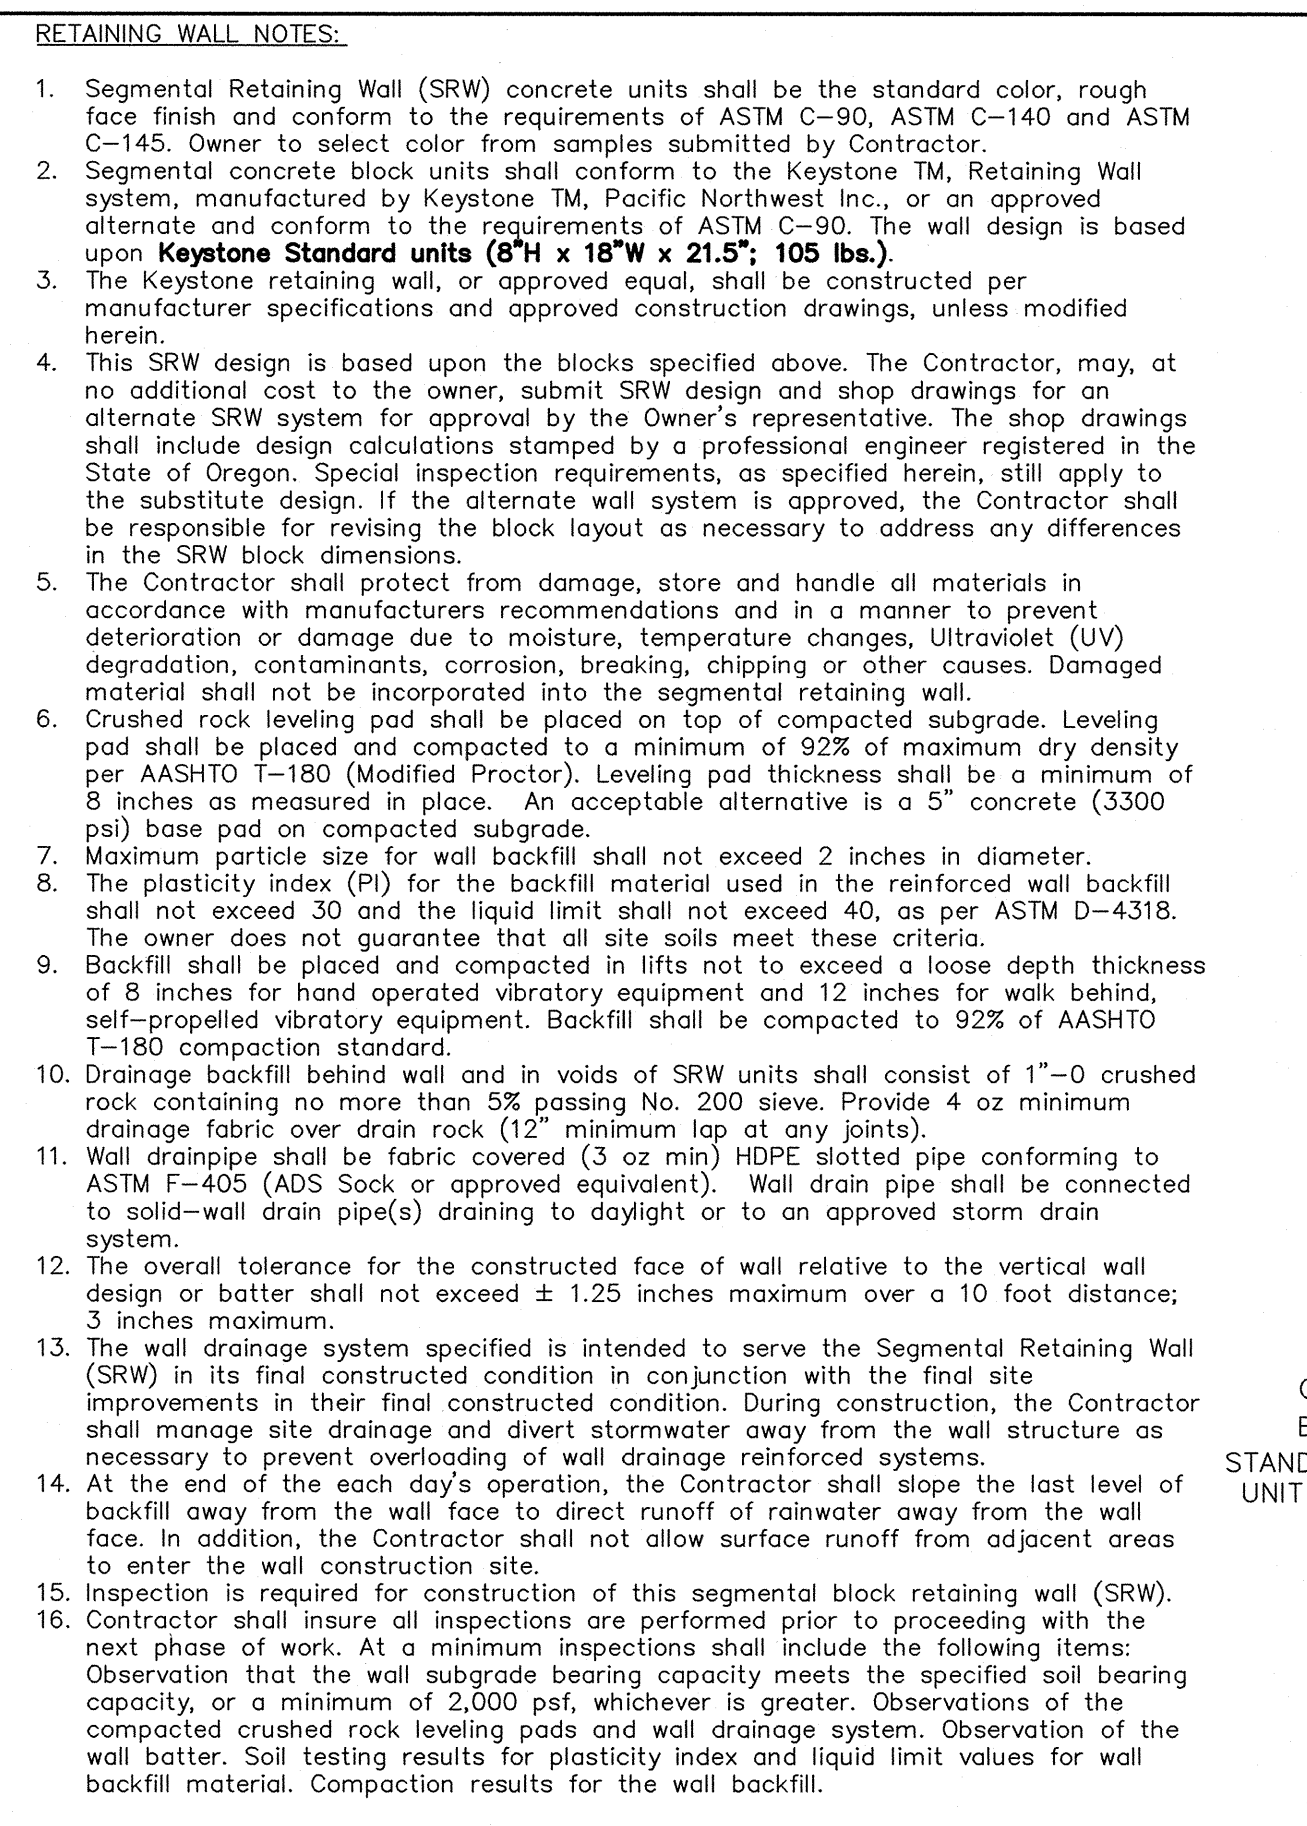 RETAINING WALL NOTES:
1. Segmental Retaining Wall (SRW) concrete units shall be the standard color, rough
face finish and conform to the requirements of ASTM C-90, ASTM C-140 and ASTM
C-145. Owner to select color from samples submitted by Contractor.
2. Segmental concrete block units shall conform to the Keystone TM, Retaining Wall
system, manufactured by Keystone TM, Pacific Northwest Inc., or an approved
alternate and conform to the requirements of ASTM C-90. The wall design is based
upon Keystone Standard units (8"H x 18"W x 21.5"; 105 lbs.).
3. The Keystone retaining wall, or approved equal, shall be constructed per
manufacturer specifications and approved construction drawings, unless modified
herein.
4. This SRW design is based upon the blocks specified above. The Contractor, may, at
no additional cost to the owner, submit SRW design and shop drawings for an
alternate SRW system for approval by the Owner's representative. The shop drawings
shall include design calculations stamped by a professional engineer registered in the
State of Oregon. Special inspection requirements, as specified herein, still apply to
the substitute design. If the alternate wall system is approved, the Contractor shall
be responsible for revising the block layout as necessary to address any differences
in the SRW block dimensions.
5. The Contractor shall protect from damage, store and handle all materials in
accordance with manufacturers recommendations and in a manner to prevent
deterioration or damage due to moisture, temperature changes, Ultraviolet (UV)
degradation, contaminants, corrosion, breaking, chipping or other causes. Damaged
material shall not be incorporated into the segmental retaining wall.
6. Crushed rock leveling pad shall be placed on top of compacted subgrade. Leveling
pad shall be placed and compacted to a minimum of 92% of maximum dry density
per AASHTO T-180 (Modified Proctor). Leveling pad thickness shall be a minimum of
8 inches as measured in place. An acceptable alternative is a 5" concrete (3300
psi) base pad on compacted subgrade.
7. Maximum particle size for wall backfill shall not exceed 2 inches in diameter.
8. The plasticity index (PI) for the backfill material used in the reinforced wall backfill
shall not exceed 30 and the liquid limit shall not exceed 40, as per ASTM D-4318.
The owner does not guarantee that all site soils meet these criteria.
9. Backfill shall be placed and compacted in lifts not to exceed a loose depth thickness
of 8 inches for hand operated vibratory equipment and 12 inches for walk behind,
self-propelled vibratory equipment. Backfill shall be compacted to 92% of AASHTO
T-180 compaction standard.
10. Drainage backfill behind wall and in voids of SRW units shall consist of 1"-0 crushed
rock containing no more than 5% passing No. 200 sieve. Provide 4 oz minimum
drainage fabric over drain rock (12" minimum lap at any joints).
11. Wall drainpipe shall be fabric covered (3 oz min) HDPE slotted pipe conforming to
ASTM F-405 (ADS Sock or approved equivalent). Wall drain pipe shall be connected
to solid-wall drain pipe(s) draining to daylight or to an approved storm drain
system.
12. The overall tolerance for the constructed face of wall relative to the vertical wall
design or batter shall not exceed ± 1.25 inches maximum over a 10 foot distance;
3 inches maximum.
13. The wall drainage system specified is intended to serve the Segmental Retaining Wall
(SRW) in its final constructed condition in conjunction with the final site
improvements in their final constructed condition. During construction, the Contractor
shall manage site drainage and divert stormwater away from the wall structure as
necessary to prevent overloading of wall drainage reinforced systems.
14. At the end of the each day's operation, the Contractor shall slope the last level of
backfill away from the wall face to direct runoff of rainwater away from the wall
face. In addition, the Contractor shall not allow surface runoff from adjacent areas
to enter the wall construction site.
15. Inspection is required for construction of this segmental block retaining wall (SRW).
16. Contractor shall insure all inspections are performed prior to proceeding with the
next phase of work. At a minimum inspections shall include the following items:
Observation that the wall subgrade bearing capacity meets the specified soil bearing
capacity, or a minimum of 2,000 psf, whichever is greater. Observations of the
compacted crushed rock leveling pads and wall drainage system. Observation of the
wall batter. Soil testing results for plasticity index and liquid limit values for wall
backfill material. Compaction results for the wall backfill.
STAND
UNIT